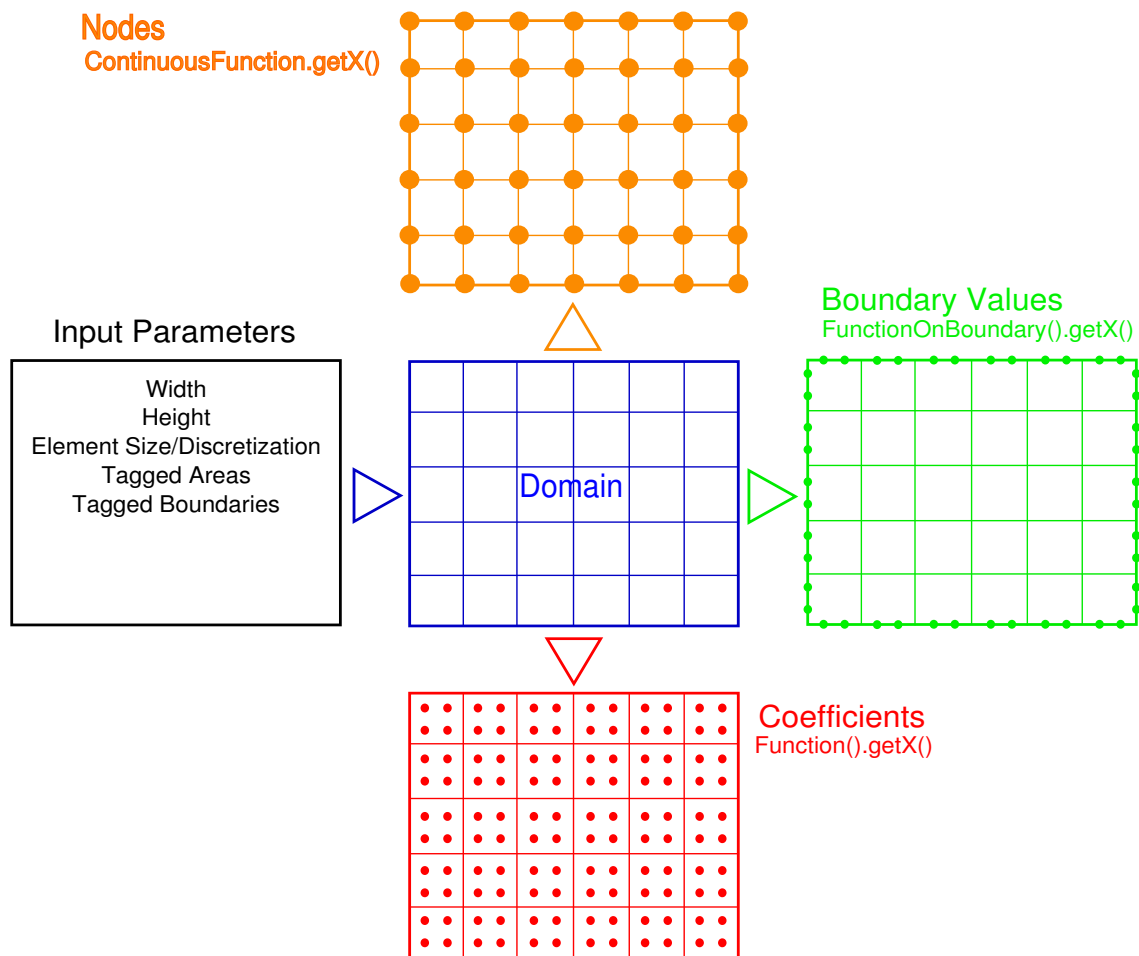 Nodes
ContinuousFunction.getX()
Boundary Values
FunctionOnBoundary().getX()
Input Parameters
Width
Height
Element Size/Discretization
Tagged Areas
Tagged Boundaries
Domain
Coefficients
Function().getX()